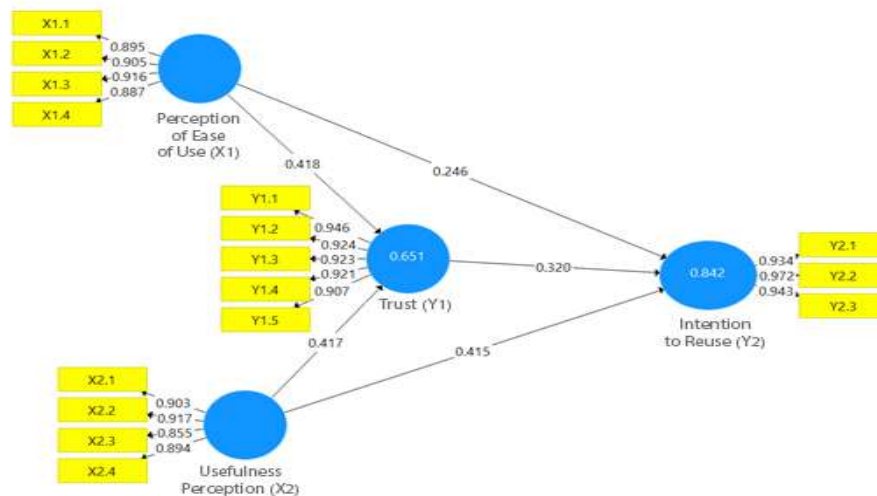 X1.1
X1.2
X1.3
X1.4
0.895
0.905
0.916
0.887
Perception
of Ease
of Use (X1)
0.418
0.246
Y1.1
Y1.2
Y1.3
Y1.4
Y1.5
0.946
0.924
0.923
0.921
0.907
0.651
Trust (Y1)
0.320
0.842
0.934
0.972
0.943
Y2.1
Y2.2
Y2.3
Intention
to Reuse (Y2)
0.417
0.415
X2.1
X2.2
X2.3
X2.4
0.903
0.917
0.855
0.894
Usefulness
Perception (X2)